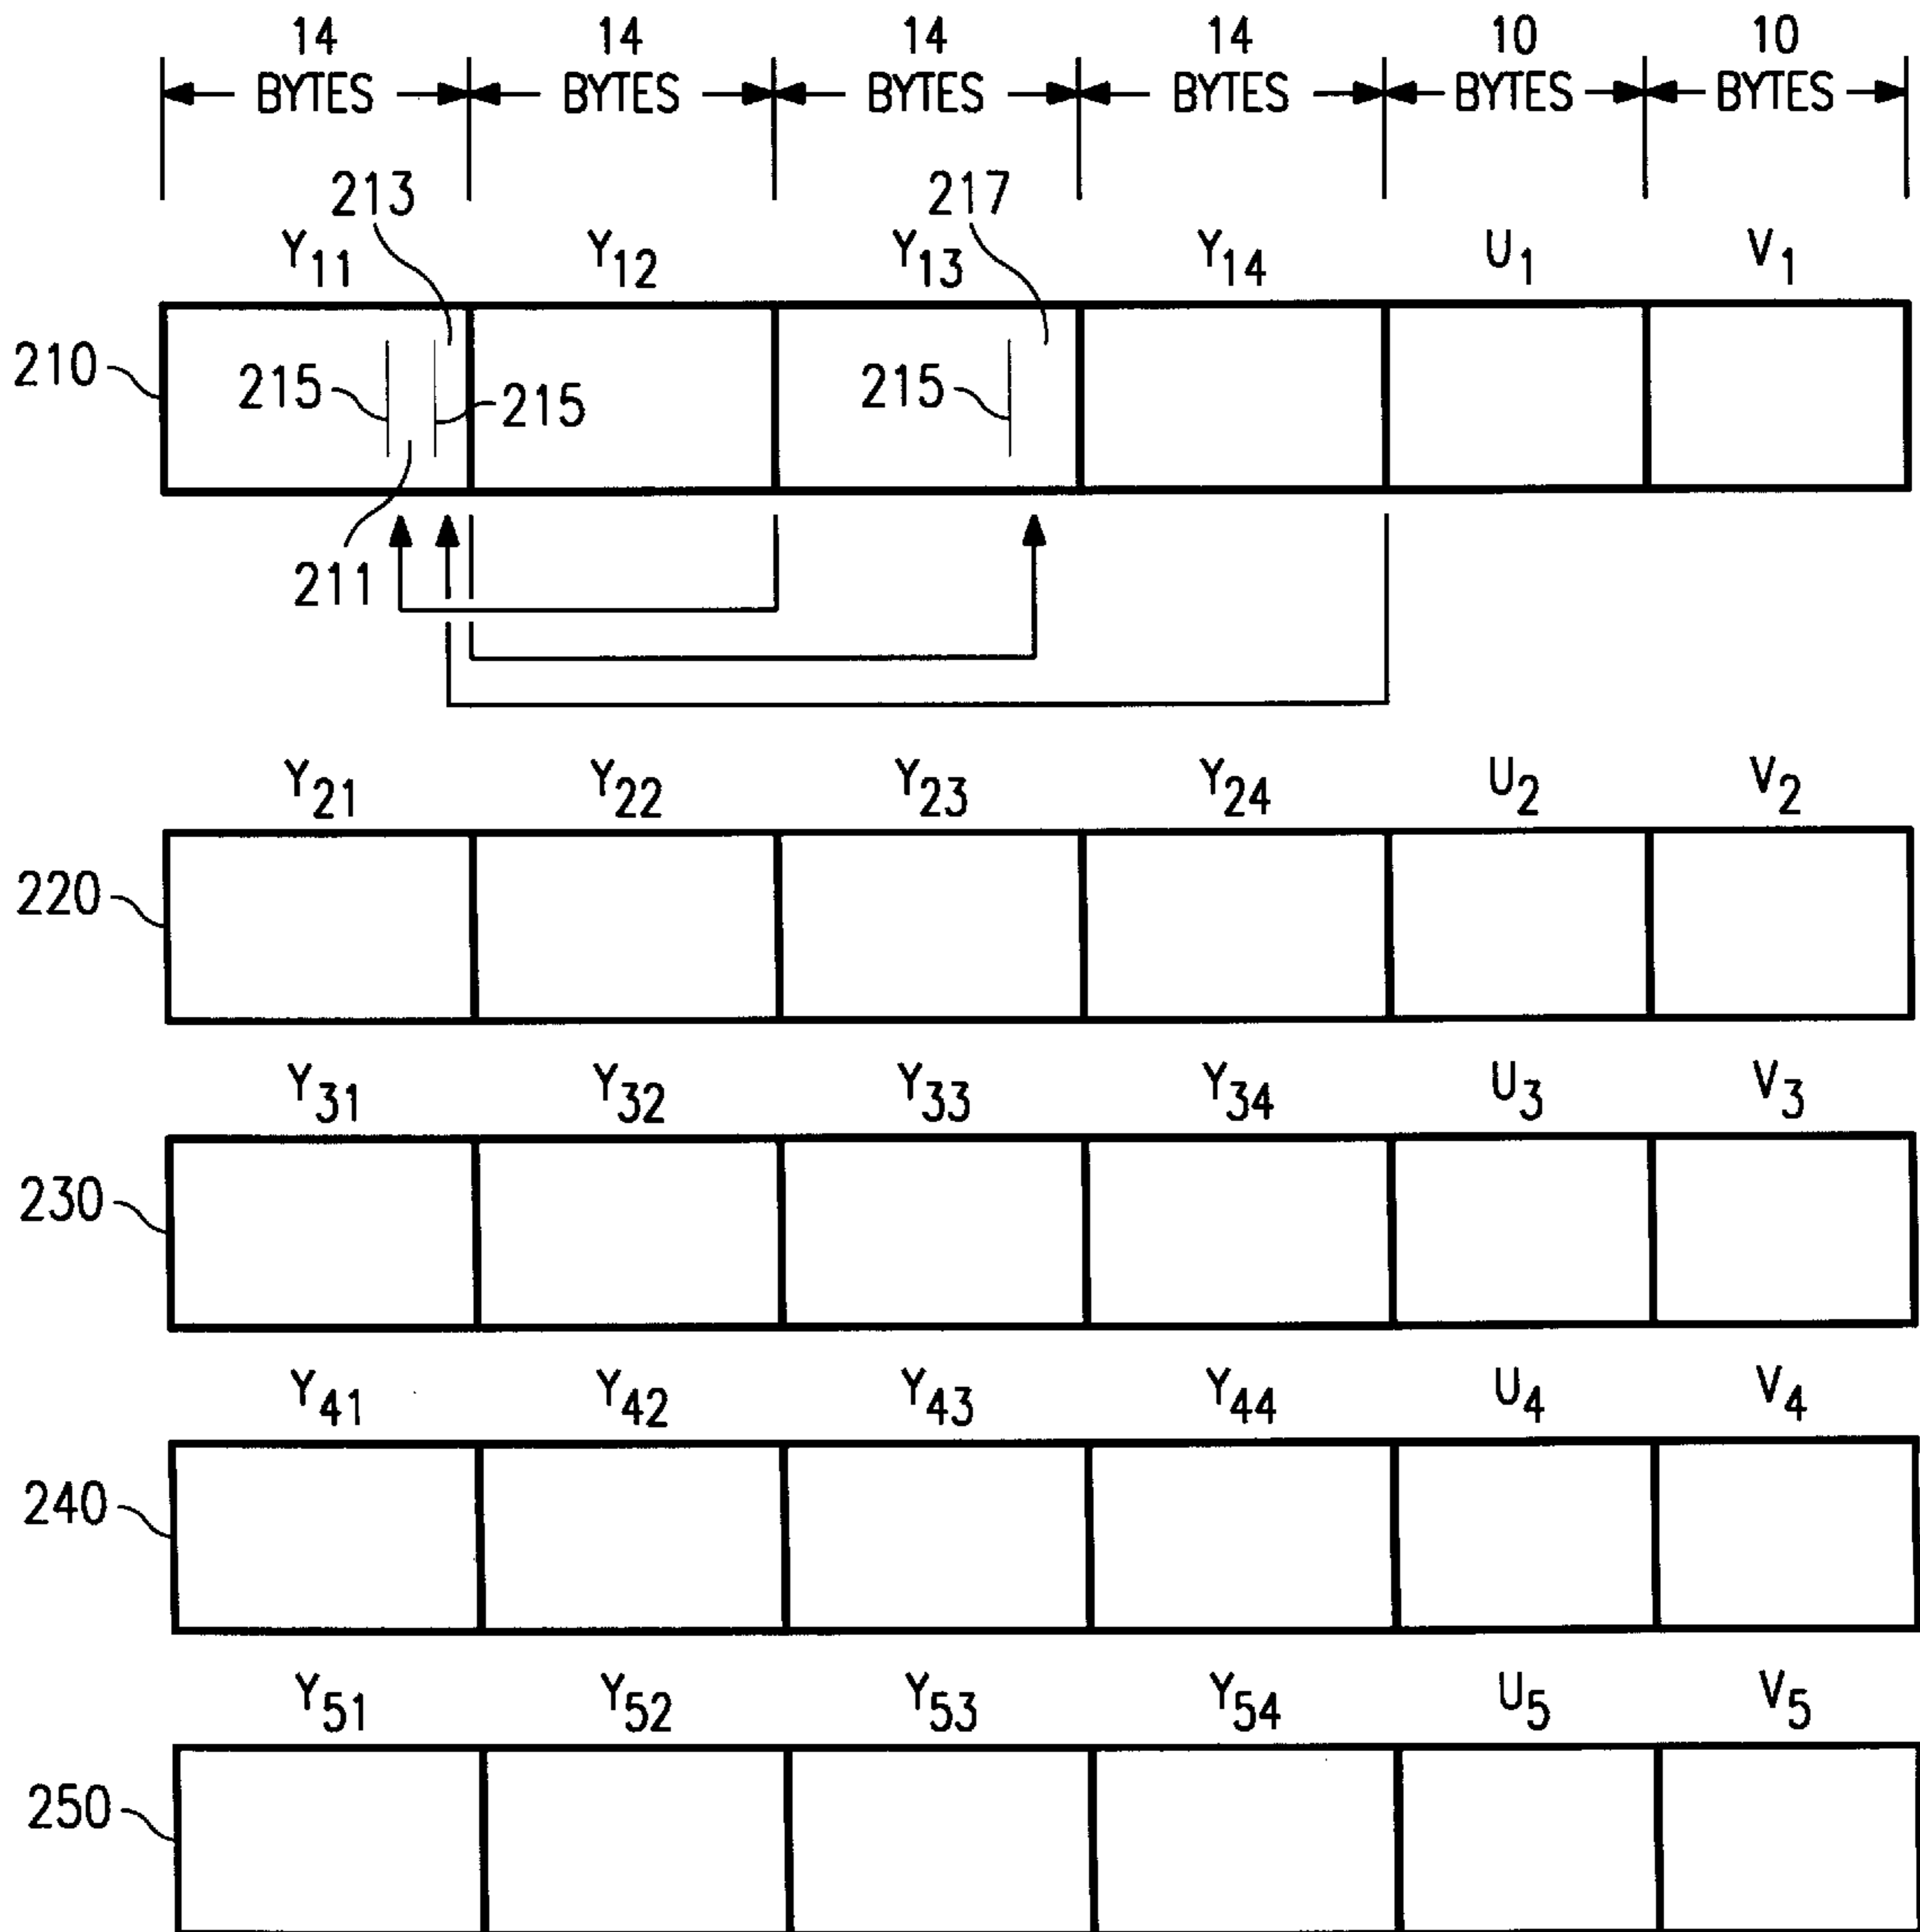 14 BYTES 14 BYTES 14 BYTES 14 BYTES 10 BYTES 10 BYTES
213 217
Y11 Y12 Y13 Y14 U1 V1
210 215 215 215
211
Y21 Y22 Y23 Y24 U2 V2
220
Y31 Y32 Y33 Y34 U3 V3
230
Y41 Y42 Y43 Y44 U4 V4
240
Y51 Y52 Y53 Y54 U5 V5
250